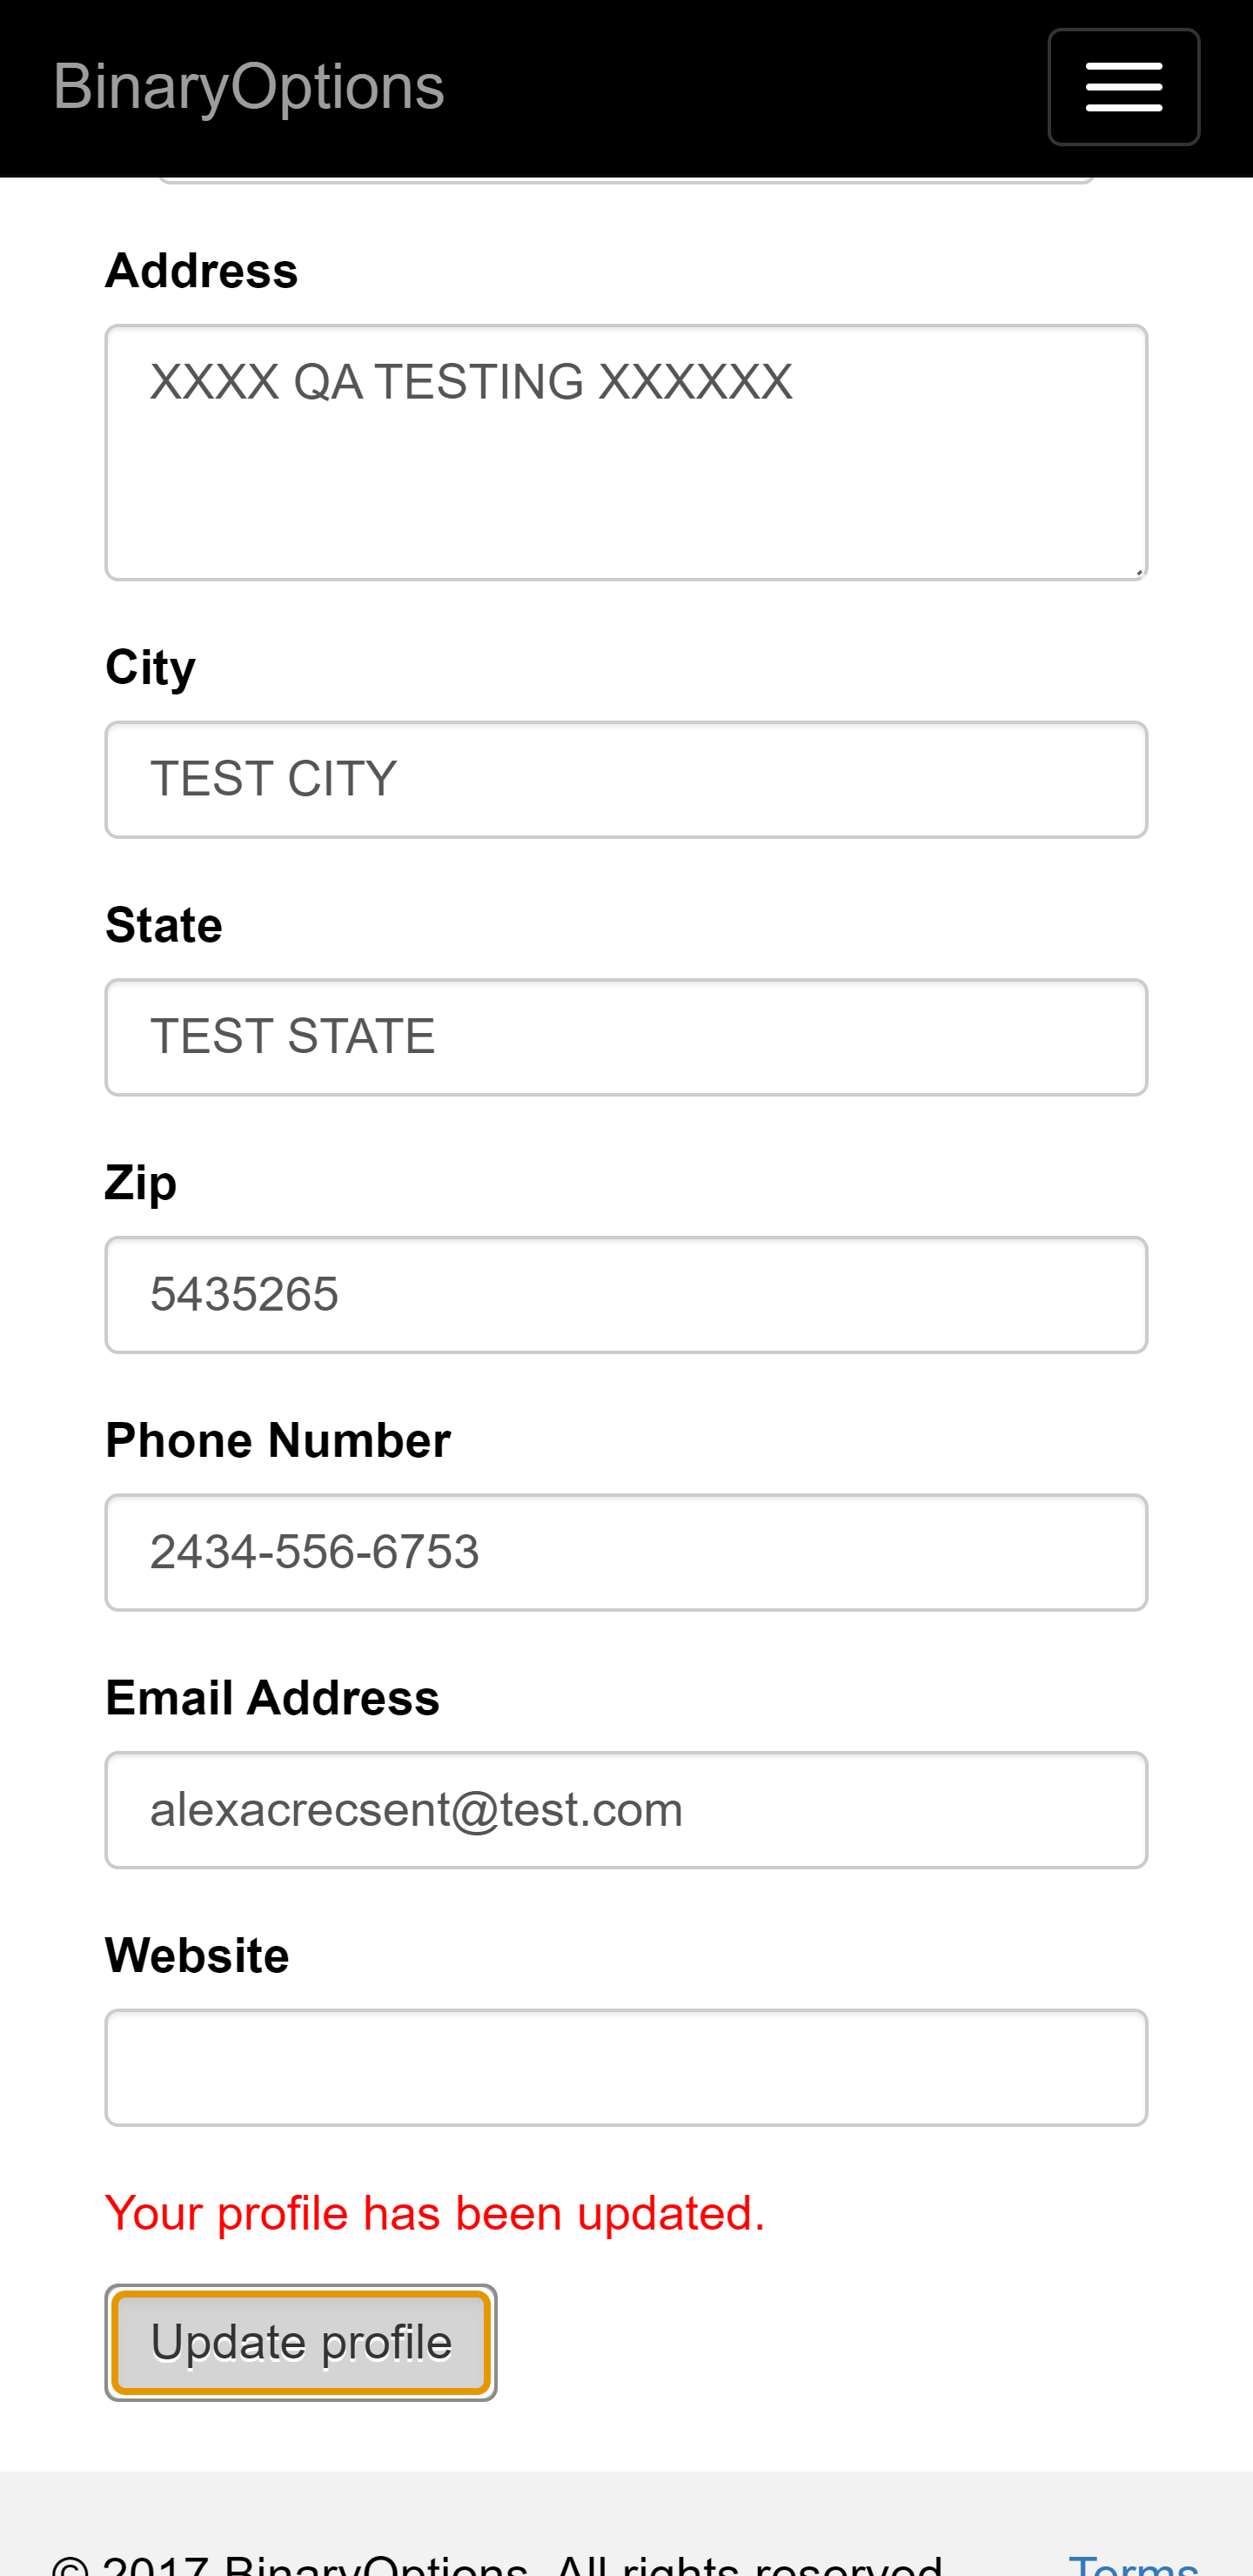 BinaryOptions
Address
XXXX QA TESTING XXXXXX
City
TEST CITY
State
TEST STATE
Zip
5435265
Phone Number
2434-556-6753
Email Address
alexacrecsent@test.com
Website
Your profile has been updated.
Update profile
© 2017 BinaryOptions. All rights reserved. Terms